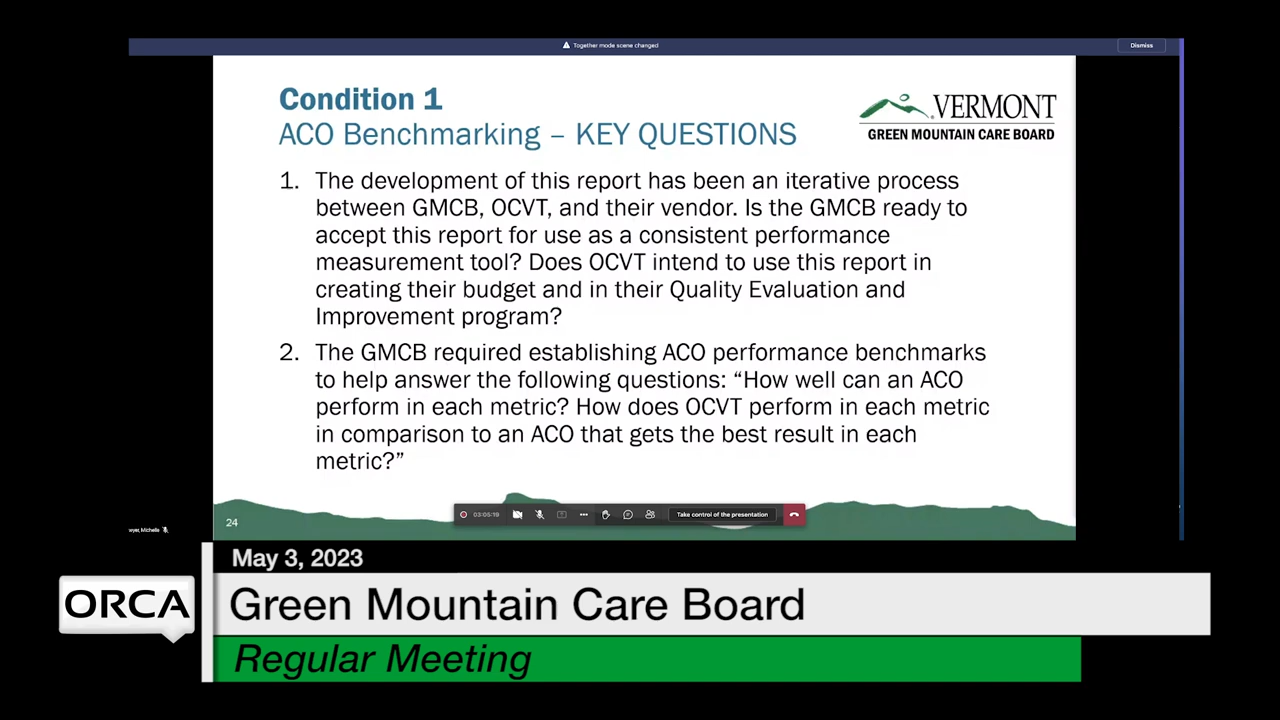 Together mode scene changed
Dismiss
Condition 1
ACO Benchmarking – KEY QUESTIONS
VERMONT
GREEN MOUNTAIN CARE BOARD
1. The development of this report has been an iterative process
between GMCB, OCVT, and their vendor. Is the GMCB ready to
accept this report for use as a consistent performance
measurement tool? Does OCVT intend to use this report in
creating their budget and in their Quality Evaluation and
Improvement program?
2. The GMCB required establishing ACO performance benchmarks
to help answer the following questions: “How well can an ACO
perform in each metric? How does OCVT perform in each metric
in comparison to an ACO that gets the best result in each
metric?”
24
03:05:19
Take control of the presentation
Michelle
May 3, 2023
ORCA
Green Mountain Care Board
Regular Meeting